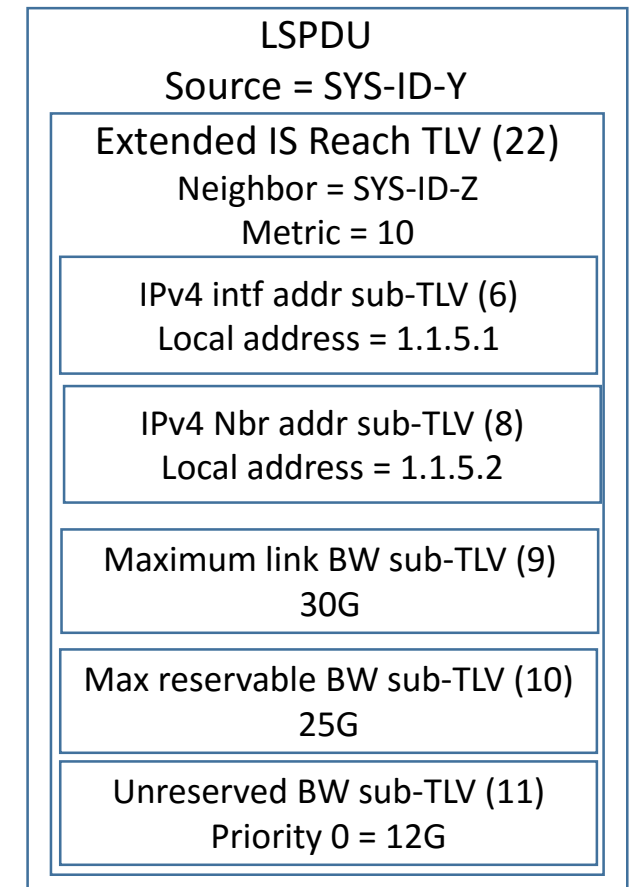 LSPDU
Source = SYS-ID-Y
Extended IS Reach TLV (22)
Neighbor = SYS-ID-Z
Metric = 10
IPv4 intf addr sub-TLV (6)
Local address = 1.1.5.1
IPv4 Nbr addr sub-TLV (8)
Local address = 1.1.5.2
Maximum link BW sub-TLV (9)
30G
Max reservable BW sub-TLV (10)
25G
Unreserved BW sub-TLV (11)
Priority 0 = 12G